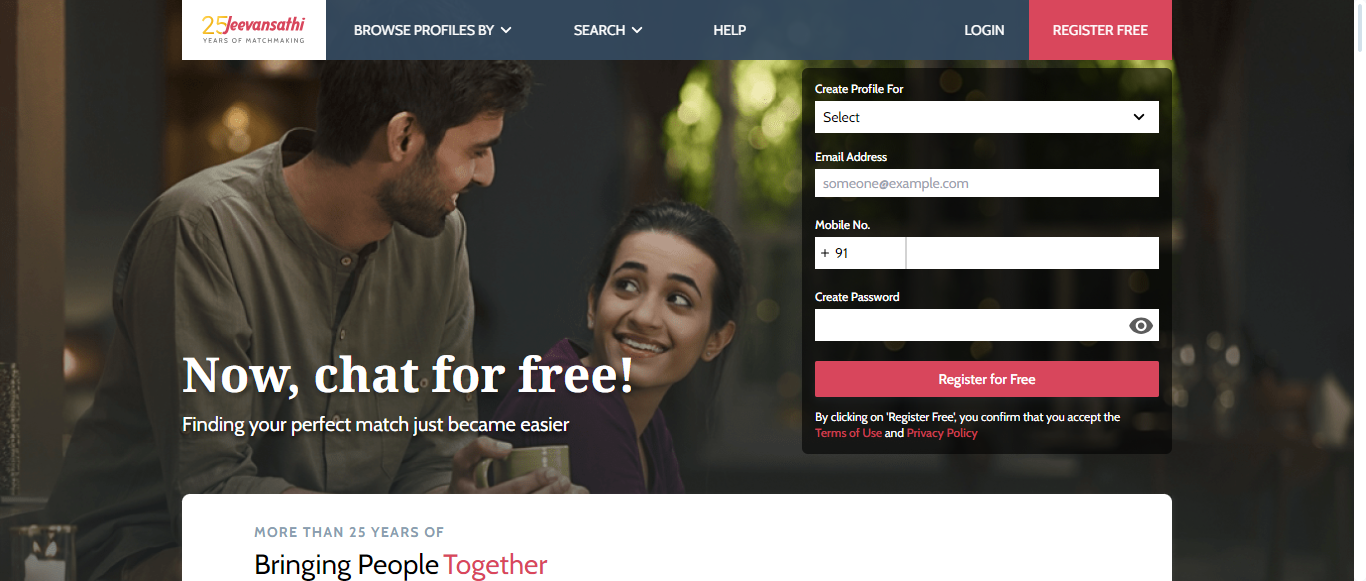 25 Jeevansathi
YEARS OF MATCHMAKING
BROWSE PROFILES BY
SEARCH
HELP
LOGIN
REGISTER FREE
Now, chat for free!
Finding your perfect match just became easier
Create Profile For
Select
Email Address
someone@example.com
Mobile No.
+ 91
Create Password
Register for Free
By clicking on 'Register Free', you confirm that you accept the
Terms of Use and Privacy Policy
MORE THAN 25 YEARS OF
Bringing People Together